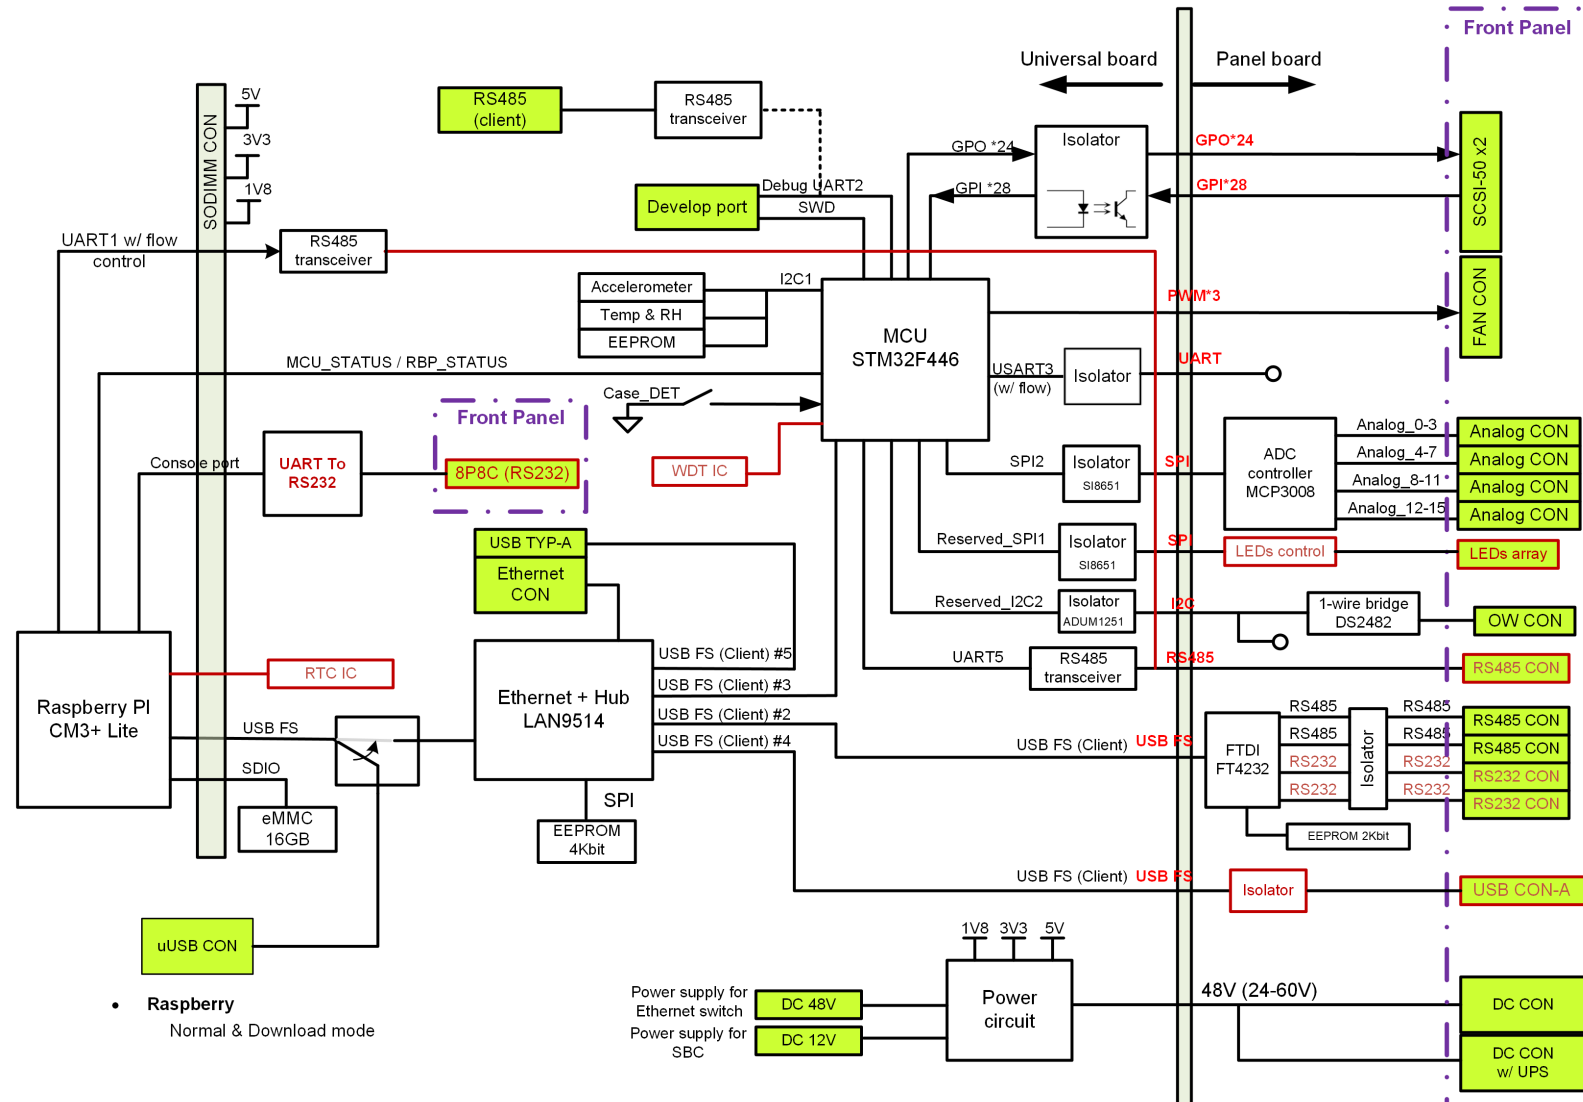 Front Panel
Universal board
Panel board
5V
3V3
1V8
SODIMM CON
RS485
(client)
RS485
transceiver
Isolator
GPO *24
GPO*24
GPI *28
GPI*28
SCSI-50 x2
Debug UART2
SWD
Develop port
UART1 w/ flow
control
RS485
transceiver
Accelerometer
Temp & RH
EEPROM
I2C1
MCU
STM32F446
PWM*3
FAN CON
MCU_STATUS / RBP_STATUS
USART3
(w/ flow)
Isolator
UART
Case_DET
Front Panel
Console port
UART To
RS232
8P8C (RS232)
WDT IC
SPI2
Isolator
SI8651
SPI
ADC
controller
MCP3008
Analog_0-3
Analog_4-7
Analog_8-11
Analog_12-15
Analog CON
Analog CON
Analog CON
Analog CON
USB TYP-A
Ethernet
CON
Reserved_SPI1
Isolator
SI8651
SPI
LEDs control
LEDs array
Reserved_I2C2
Isolator
ADUM1251
I2C
1-wire bridge
DS2482
OW CON
UART5
RS485
transceiver
RS485
RS485 CON
Raspberry PI
CM3+ Lite
RTC IC
USB FS
SDIO
eMMC
16GB
Ethernet + Hub
LAN9514
USB FS (Client) #5
USB FS (Client) #3
USB FS (Client) #2
USB FS (Client) #4
SPI
EEPROM
4Kbit
USB FS (Client)
USB FS
FTDI
FT4232
RS485
RS485
RS232
RS232
Isolator
RS485
RS485
RS232
RS232
RS485 CON
RS485 CON
RS232 CON
RS232 CON
EEPROM 2Kbit
USB FS (Client)
USB FS
Isolator
USB CON-A
uUSB CON
• Raspberry
Normal & Download mode
1V8
3V3
5V
Power
circuit
Power supply for
Ethernet switch
DC 48V
Power supply for
SBC
DC 12V
48V (24-60V)
DC CON
DC CON
w/ UPS